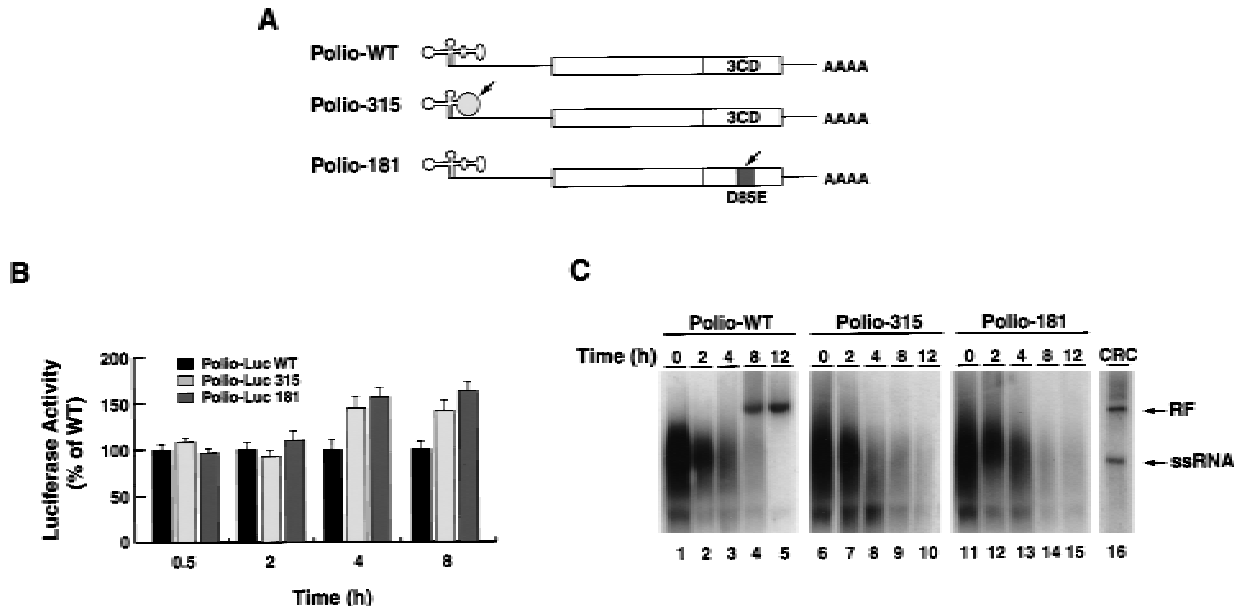 A
Polio-WT
3CD
AAAA
Polio-315
3CD
AAAA
Polio-181
AAAA
D85E
B
Luciferase Activity
(% of WT)
200
150
100
50
0
Polio-Luc WT
Polio-Luc 315
Polio-Luc 181
0.5 2 4 8
Time (h)
C
Polio-WT Polio-315 Polio-181
Time (h) 0 2 4 8 12 0 2 4 8 12 0 2 4 8 12 CRC
RF
ssRNA
1 2 3 4 5 6 7 8 9 10 11 12 13 14 15 16